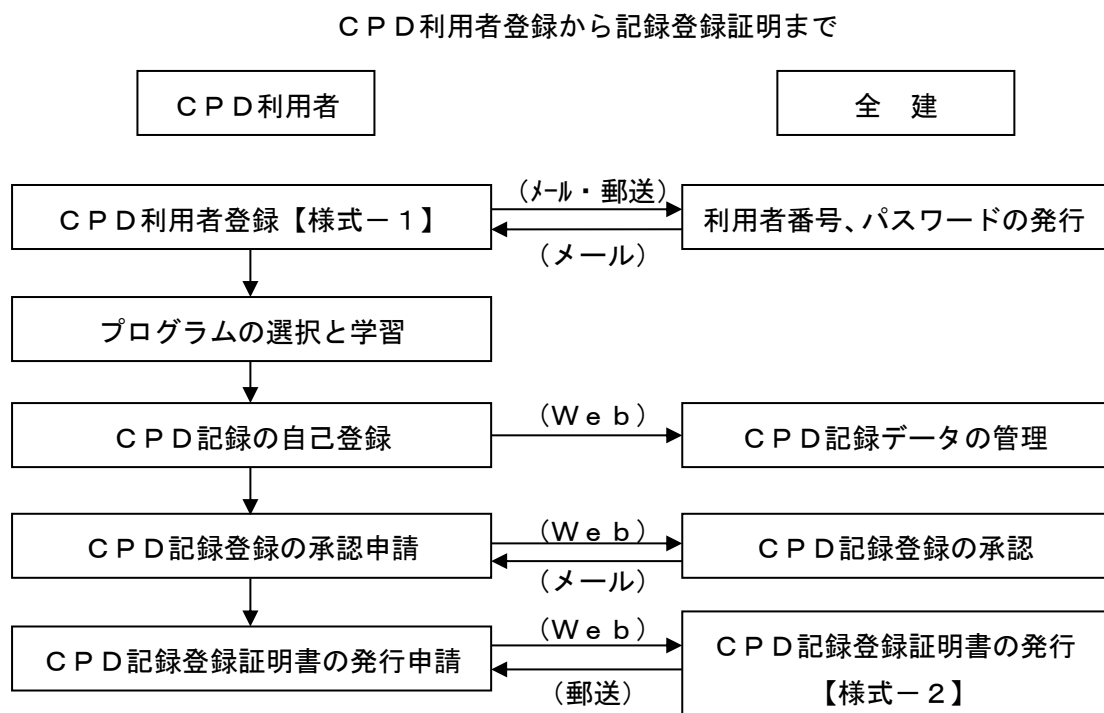 ＣＰＤ利用者登録から記録登録証明まで
ＣＰＤ利用者
全　建
ＣＰＤ利用者登録【様式－１】
（ﾒｰﾙ・郵送）
（メール）
利用者番号、パスワードの発行
プログラムの選択と学習
ＣＰＤ記録の自己登録
（Ｗｅｂ）
ＣＰＤ記録データの管理
ＣＰＤ記録登録の承認申請
（Ｗｅｂ）
（メール）
ＣＰＤ記録登録の承認
ＣＰＤ記録登録証明書の発行申請
（Ｗｅｂ）
（郵送）
ＣＰＤ記録登録証明書の発行
【様式－２】